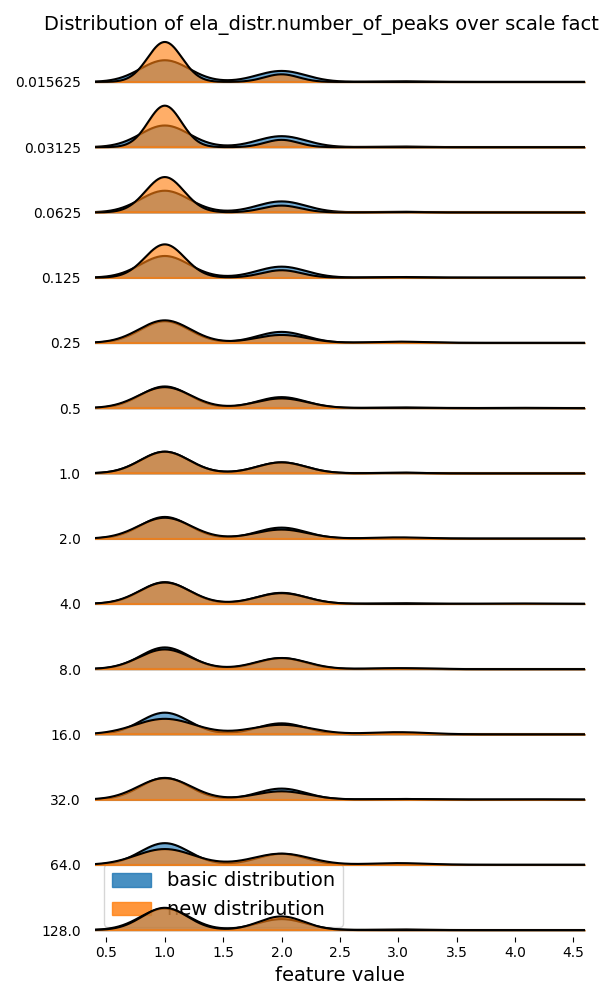 Distribution of ela_distr.number_of_peaks over scale fact
0.015625
0.03125
0.0625
0.125
0.25
0.5
1.0
2.0
4.0
8.0
16.0
32.0
64.0
basic distribution
new distribution
128.0
0.5 1.0 1.5 2.0 2.5 3.0 3.5 4.0 4.5
feature value